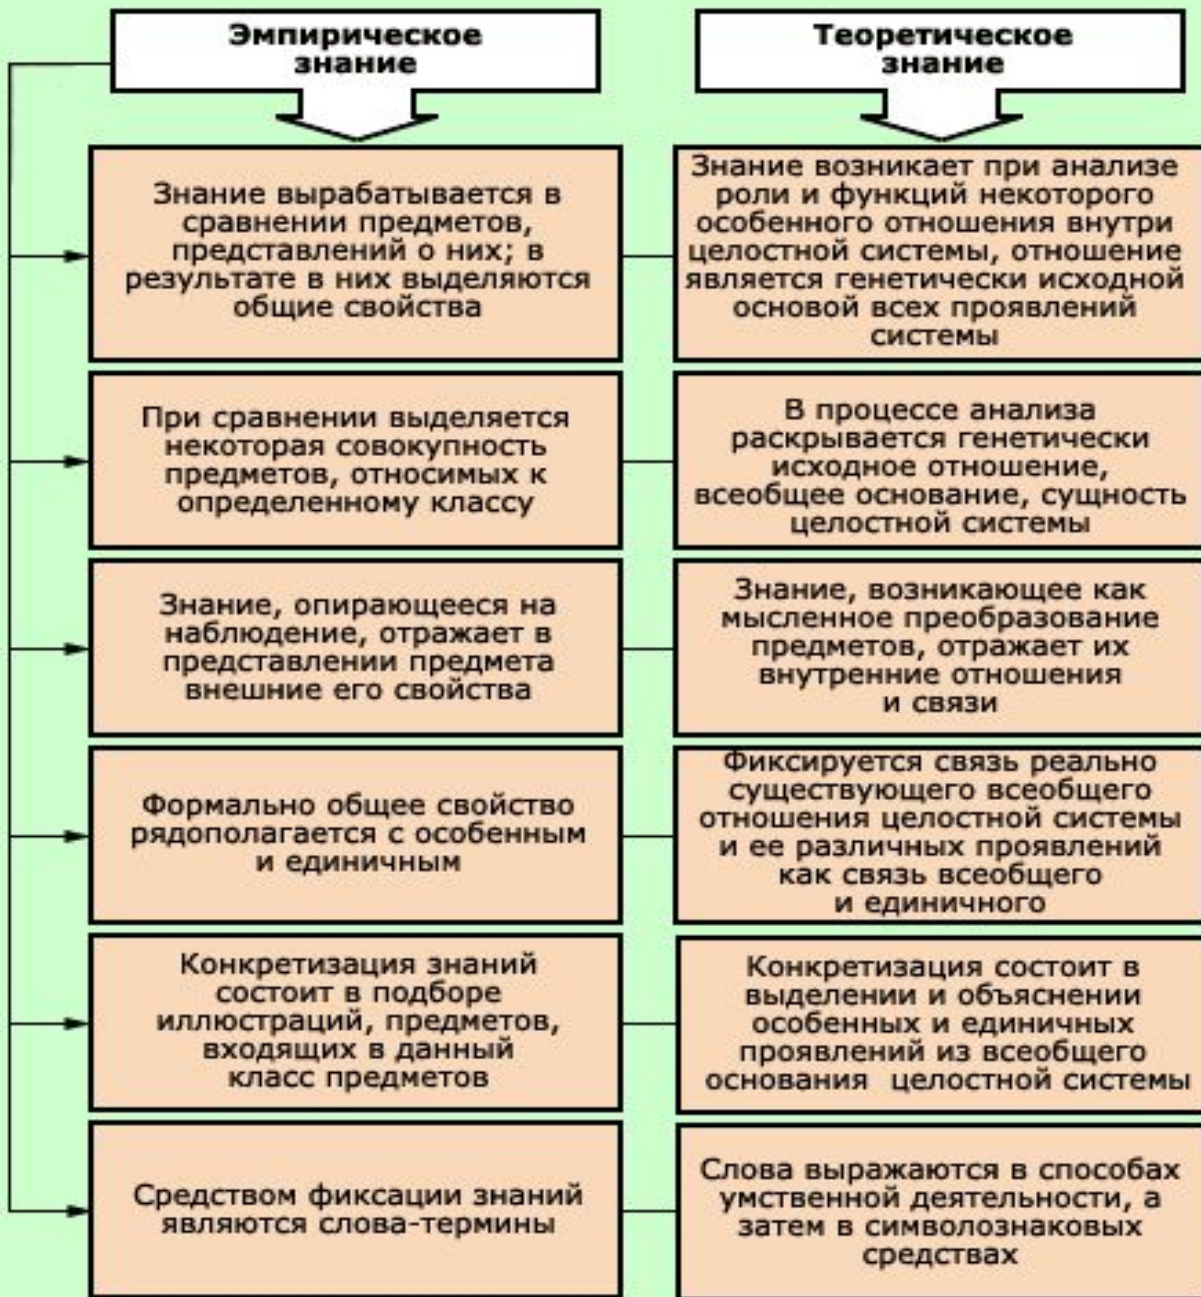 Эмпирическое
знание
Теоретическое
знание
Знание вырабатывается в
сравнении предметов,
представлений о них; в
результате в них выделяются
общие свойства
Знание возникает при анализе
роли и функций некоторого
особенного отношения внутри
целостной системы, отношение
является генетически исходной
основой всех проявлений
системы
При сравнении выделяется
некоторая совокупность
предметов, относимых к
определенному классу
В процессе анализа
раскрывается генетически
исходное отношение,
всеобщее основание, сущность
целостной системы
Знание, опирающееся на
наблюдение, отражает в
представлении предмета
внешние его свойства
Знание, возникающее как
мысленное преобразование
предметов, отражает их
внутренние отношения
и связи
Формально общее свойство
рядополагается с особенным
и единичным
Фиксируется связь реально
существующего всеобщего
отношения целостной системы
и ее различных проявлений
как связь всеобщего
и единичного
Конкретизация знаний
состоит в подборе
иллюстраций, предметов,
входящих в данный
класс предметов
Конкретизация состоит в
выделении и объяснении
особенных и единичных
проявлений из всеобщего
основания целостной системы
Средством фиксации знаний
являются слова-термины
Слова выражаются в способах
умственной деятельности, а
затем в символознаковых
средствах